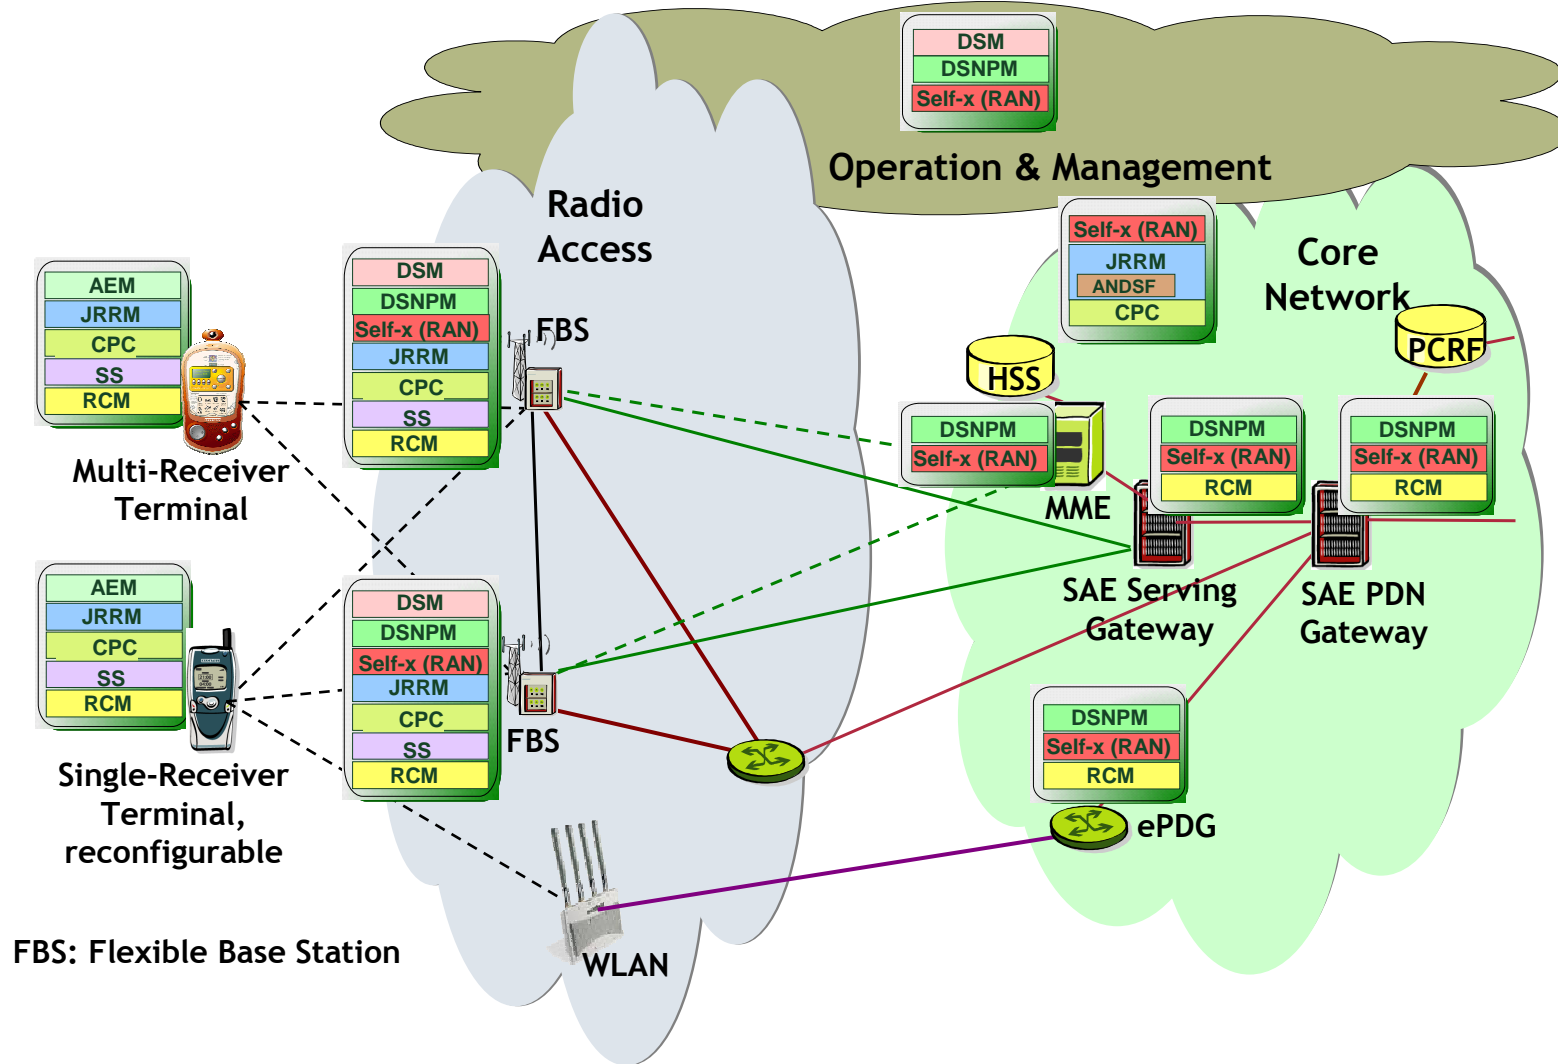 DSM
DSNPM
Self-x (RAN)
Operation & Management
Radio
Access
Self-x (RAN)
JRRM
ANDSF
CPC
Core
Network
AEM
JRRM
CPC
SS
RCM
Multi-Receiver
Terminal
DSM
DSNPM
Self-x (RAN)
JRRM
CPC
SS
RCM
FBS
HSS
PCRF
DSNPM
Self-x (RAN)
MME
DSNPM
Self-x (RAN)
RCM
SAE Serving
Gateway
DSNPM
Self-x (RAN)
RCM
SAE PDN
Gateway
AEM
JRRM
CPC
SS
RCM
Single-Receiver
Terminal,
reconfigurable
DSM
DSNPM
Self-x (RAN)
JRRM
CPC
SS
RCM
FBS
DSNPM
Self-x (RAN)
RCM
ePDG
WLAN
FBS: Flexible Base Station